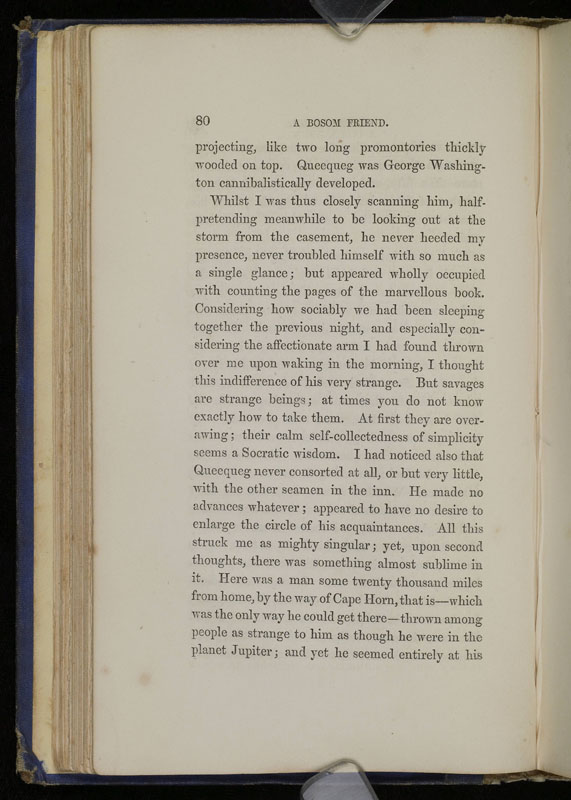 80
A BOSOM FRIEND.
projecting, like two long promontories thickly
wooded on top. Queequeg was George Washing-
ton cannibalistically developed.
Whilst I was thus closely scanning him, half-
pretending meanwhile to be looking out at the
storm from the casement, he never heeded my
presence, never troubled himself with so much as
a single glance; but appeared wholly occupied
with counting the pages of the marvellous book.
Considering how sociably we had been sleeping
together the previous night, and especially con-
sidering the affectionate arm I had found thrown
over me upon waking in the morning, I thought
this indifference of his very strange. But savages
are strange beings; at times you do not know
exactly how to take them. At first they are over-
awing; their calm self-collectedness of simplicity
seems a Socratic wisdom. I had noticed also that
Queequeg never consorted at all, or but very little,
with the other seamen in the inn. He made no
advances whatever; appeared to have no desire to
enlarge the circle of his acquaintances. All this
struck me as mighty singular; yet, upon second
thoughts, there was something almost sublime in
it. Here was a man some twenty thousand miles
from home, by the way of Cape Horn, that is—which
was the only way he could get there—thrown among
people as strange to him as though he were in the
planet Jupiter; and yet he seemed entirely at his